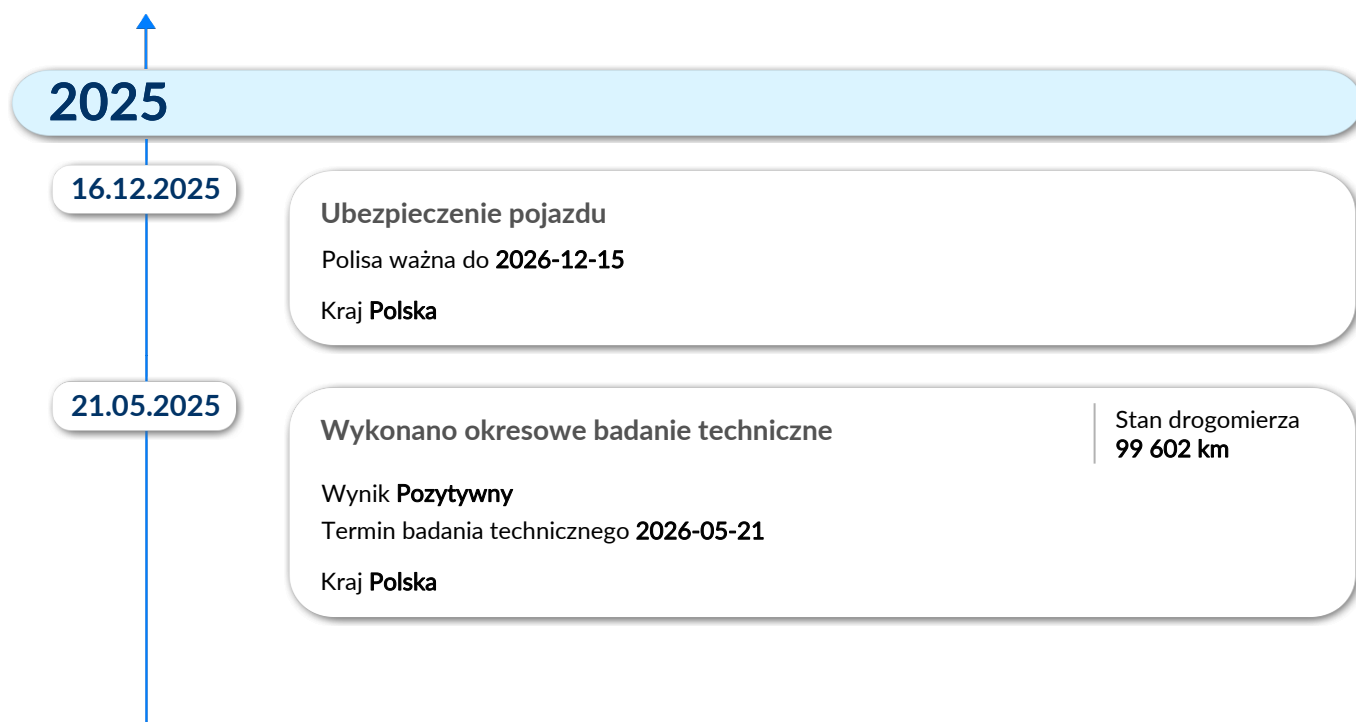 2025
16.12.2025
Ubezpieczenie pojazdu
Polisa ważna do 2026-12-15
Kraj Polska
21.05.2025
Wykonano okresowe badanie techniczne
Stan drogomierza
99 602 km
Wynik Pozytywny
Termin badania technicznego 2026-05-21
Kraj Polska